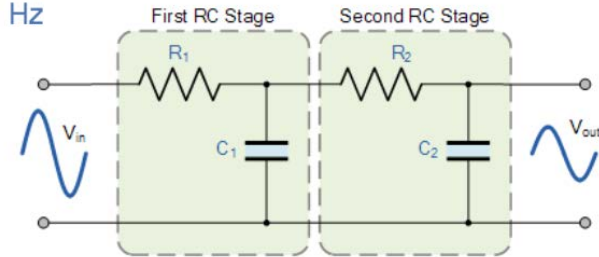 Hz
First RC Stage
Second RC Stage
R1
R2
Vin
C1
C2
Vout